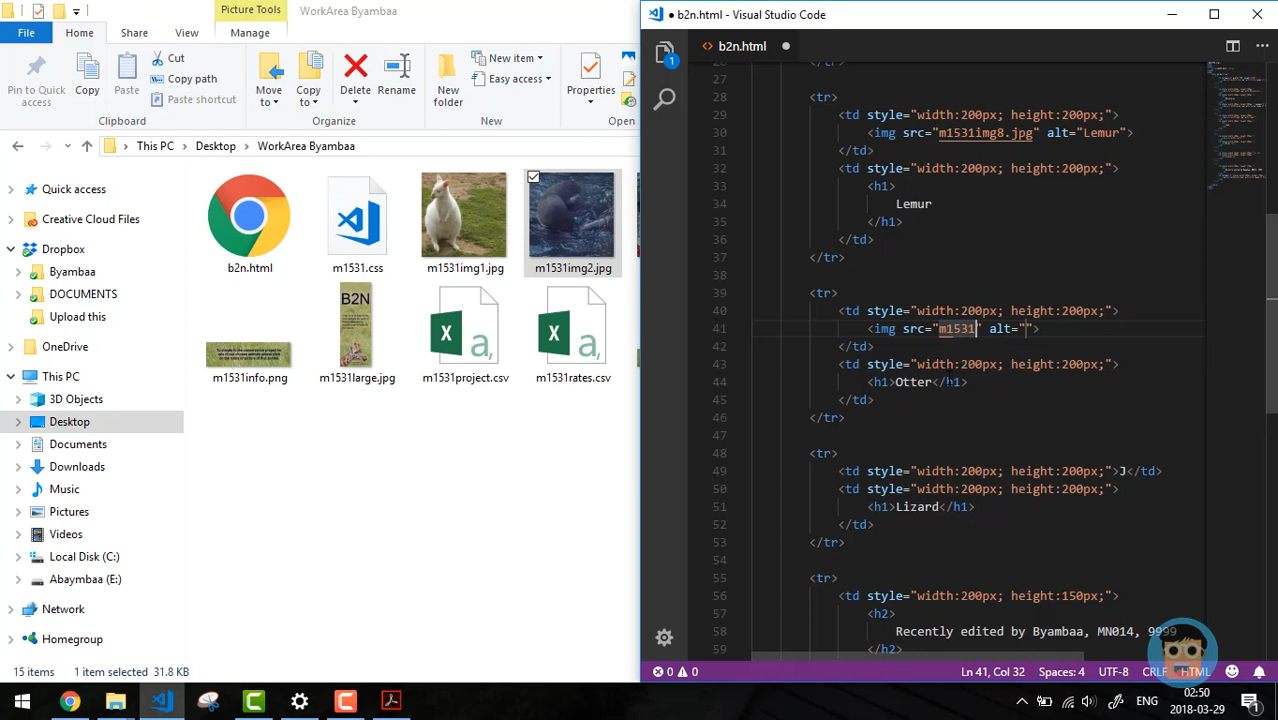 Picture Tools
WorkArea Byambaa
File
Home
Share
View
Manage
Pin to Quick access
Copy
Paste
Cut
Copy path
Paste shortcut
Clipboard
Move to
Copy to
Delete
Rename
Organize
New folder
New item
Easy access
New
Properties
Open
This PC
Desktop
WorkArea Byambaa
Quick access
Creative Cloud Files
Dropbox
Byambaa
DOCUMENTS
Upload this
OneDrive
This PC
3D Objects
Desktop
Documents
Downloads
Music
Pictures
Videos
Local Disk (C:)
Abaymbaa (E:)
Network
Homegroup
b2n.html
m1531.css
m1531img1.jpg
m1531img2.jpg
B2N
m1531info.png
m1531large.jpg
m1531project.csv
m1531rates.csv
15 items
1 item selected 31.8 KB
● b2n.html - Visual Studio Code
1
<> b2n.html ●
27
28 <tr>
29 <td style="width:200px; height:200px;">
30 <img src="m1531img8.jpg" alt="Lemur">
31 </td>
32 <td style="width:200px; height:200px;">
33 <h1>
34 Lemur
35 </h1>
36 </td>
37 </tr>
38
39 <tr>
40 <td style="width:200px; height:200px;">
41 <img src="m1531" alt="">
42 </td>
43 <td style="width:200px; height:200px;">
44 <h1>Otter</h1>
45 </td>
46 </tr>
47
48 <tr>
49 <td style="width:200px; height:200px;">J</td>
50 <td style="width:200px; height:200px;">
51 <h1>Lizard</h1>
52 </td>
53 </tr>
54
55 <tr>
56 <td style="width:200px; height:150px;">
57 <h2>
58 Recently edited by Byambaa, MN014, 9999
59 </h2>
0 0
Ln 41, Col 32
Spaces: 4
UTF-8
CRLF
HTML
ENG
02:50
2018-03-29
1